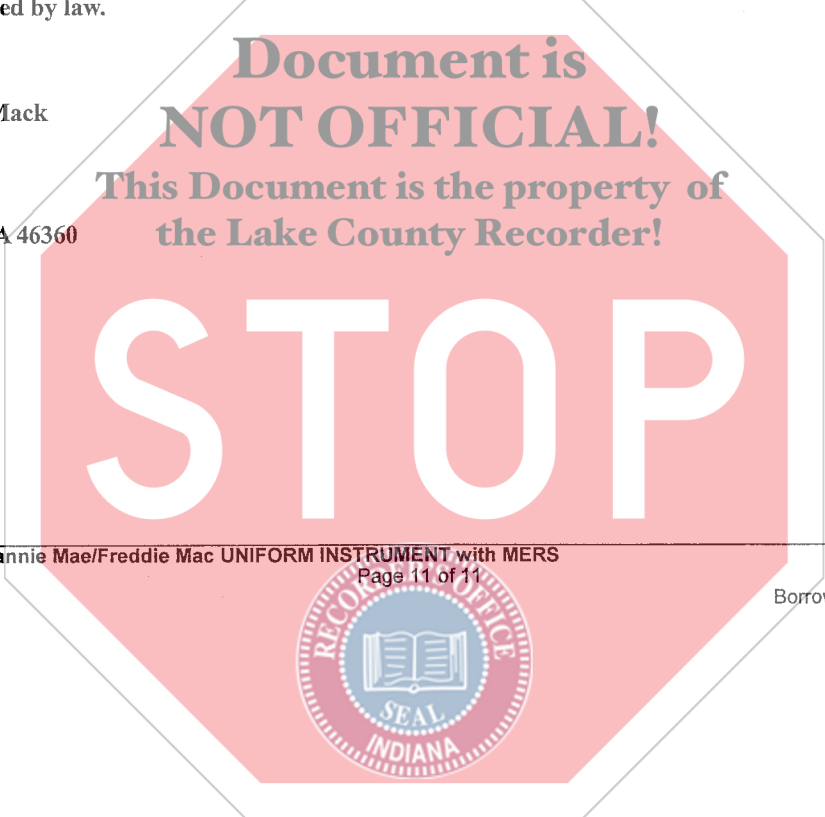 ed by law.
Document is
Mack
NOT OFFICIAL!
This Document is the property of
A 46360
the Lake County Recorder!
STOP
annie Mae/Freddie Mac UNIFORM INSTRUMENT with MERS
Page 11 of 11
Borrow
RECORDER'S OFFICE
SEAL
INDIANA